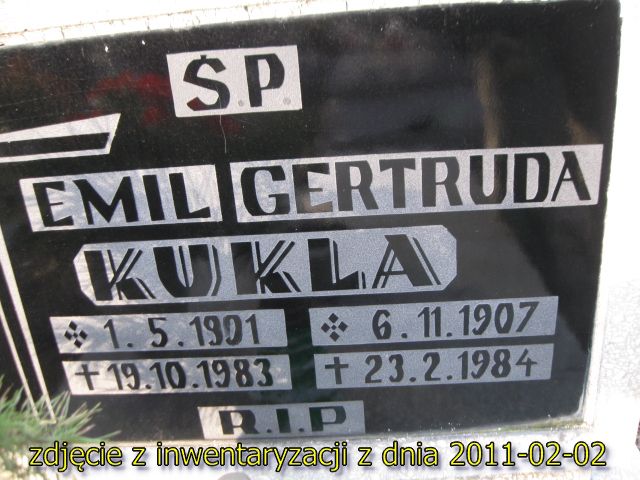 Ś.P.
EMIL GERTRUDA
KUKLA
1.5.1901 6.11.1907
19.10.1983 23.2.1984
R.I.P
zdjęcie z inwentaryzacji z dnia 2011-02-02